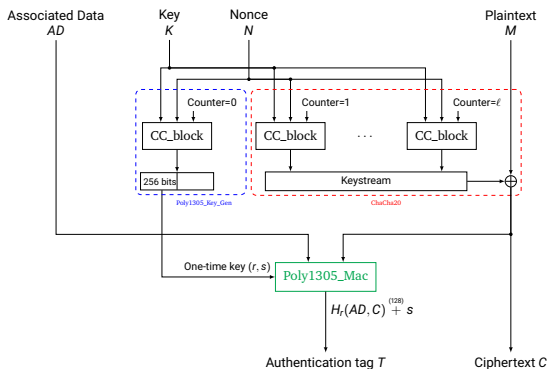 Associated Data
AD
Key
K
Nonce
N
Plaintext
M
Counter=0
Counter=1
Counter=ℓ
CC_block
CC_block
. . .
CC_block
256 bits
Keystream
Poly1305_Key_Gen
ChaCha20
One-time key (r, s)
Poly1305_Mac
H_r(AD, C) (128)+ s
Authentication tag T
Ciphertext C